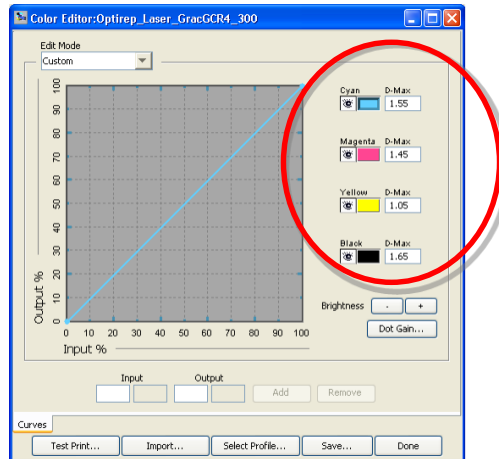 Color Editor:Optirep_Laser_GracGCR4_300
Edit Mode
Custom
Cyan D-Max
1.55
Magenta D-Max
1.45
Yellow D-Max
1.05
Black D-Max
1.65
100
90
80
70
60
50
40
30
20
10
0
Output %
0 10 20 30 40 50 60 70 80 90 100
Input %
Brightness - +
Dot Gain...
Input Output
Add Remove
Curves
Test Print... Import... Select Profile... Save... Done